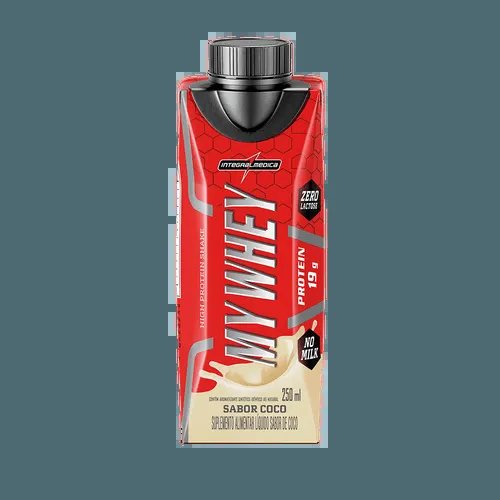 INTEGRALMEDICA
ZERO
LACTOSE
HIGH PROTEIN SHAKE
MY WHEY
PROTEIN
19 g
NO
MILK
250 ml
SABOR COCO
SUPLEMENTO ALIMENTAR LÍQUIDO SABOR DE COCO